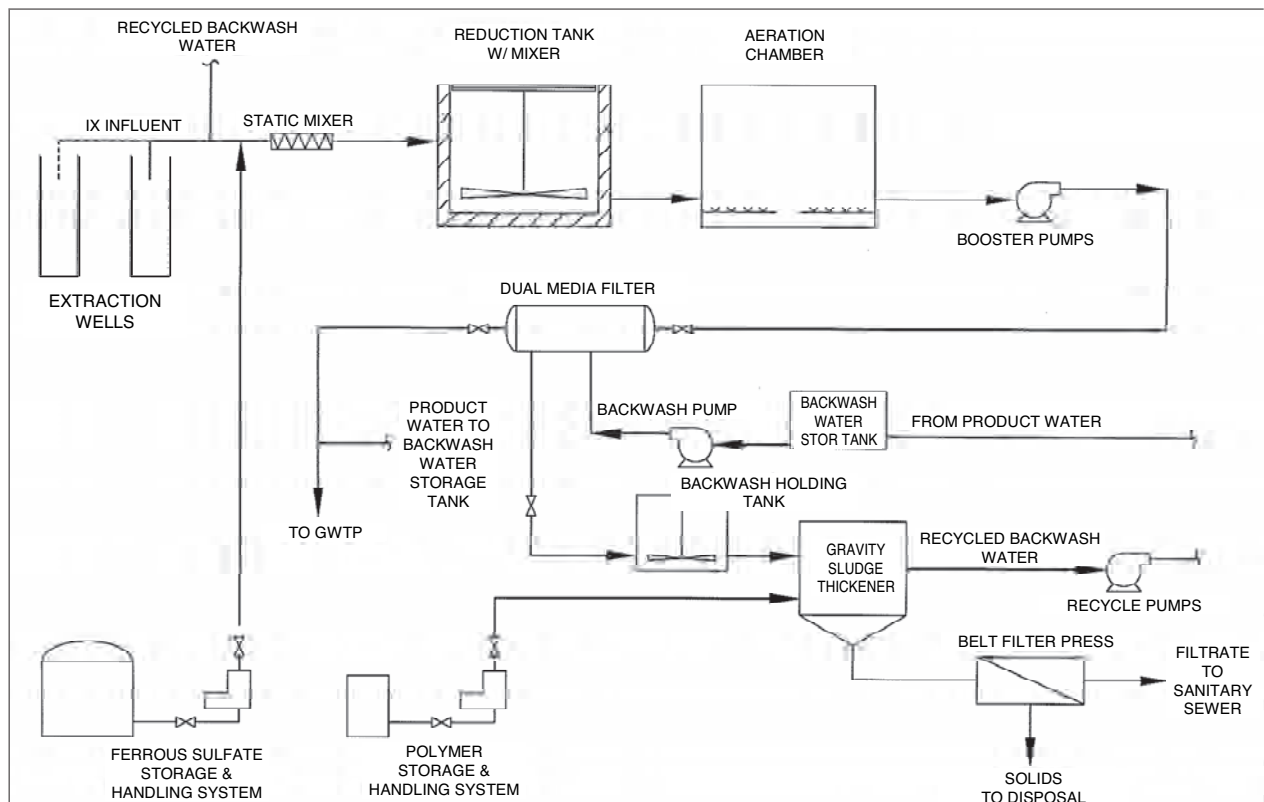 RECYCLED BACKWASH
WATER
REDUCTION TANK
W/ MIXER
AERATION
CHAMBER
IX INFLUENT
STATIC MIXER
BOOSTER PUMPS
EXTRACTION
WELLS
DUAL MEDIA FILTER
PRODUCT
WATER TO
BACKWASH
WATER
STORAGE
TANK
BACKWASH PUMP
BACKWASH
WATER
STOR TANK
FROM PRODUCT WATER
TO GWTP
BACKWASH HOLDING
TANK
GRAVITY
SLUDGE
THICKENER
RECYCLED BACKWASH
WATER
RECYCLE PUMPS
BELT FILTER PRESS
FILTRATE
TO
SANITARY
SEWER
FERROUS SULFATE
STORAGE &
HANDLING SYSTEM
POLYMER
STORAGE &
HANDLING SYSTEM
SOLIDS
TO DISPOSAL